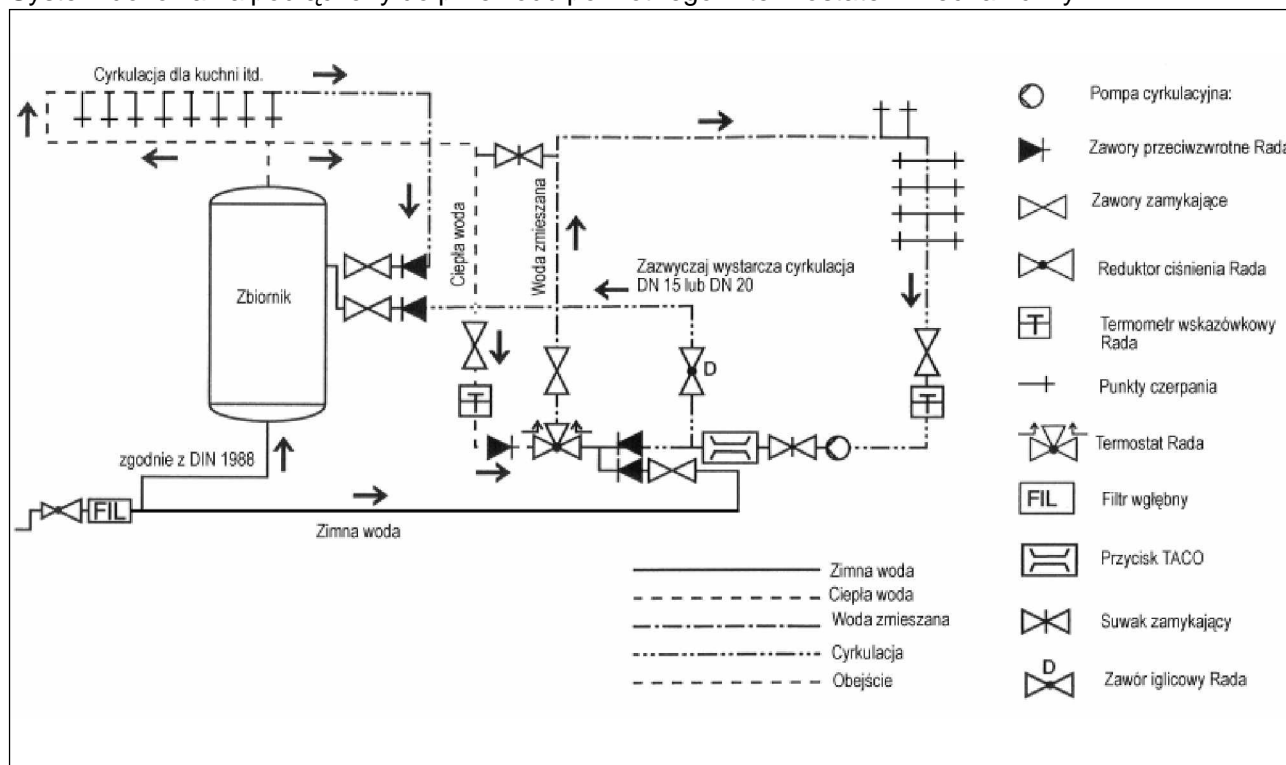 Cyrkulacja dla kuchni itd.
Zbiornik
Ciepła woda
Woda zmieszana
Zazwyczaj wystarcza cyrkulacja
DN 15 lub DN 20
D
T
T
zgodnie z DIN 1988
FIL
Zimna woda
Zimna woda
Ciepła woda
Woda zmieszana
Cyrkulacja
Obejście
Pompa cyrkulacyjna:
Zawory przeciwzwrotne Rada
Zawory zamykające
Reduktor ciśnienia Rada
T
Termometr wskazówkowy
Rada
Punkty czerpania
Termostat Rada
FIL
Filtr wgłębny
Przycisk TACO
Suwak zamykający
D
Zawór iglicowy Rada